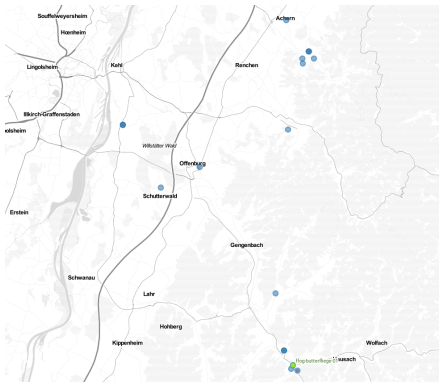 Souffelweyersheim
Achern
Hœnheim
Lingolsheim
Kehl
Renchen
Illkirch-Graffenstaden
olsheim
Willstätter Wald
Offenburg
Schutterwald
Erstein
Gengenbach
Schwanau
Lahr
Hohberg
Kippenheim
Wolfach